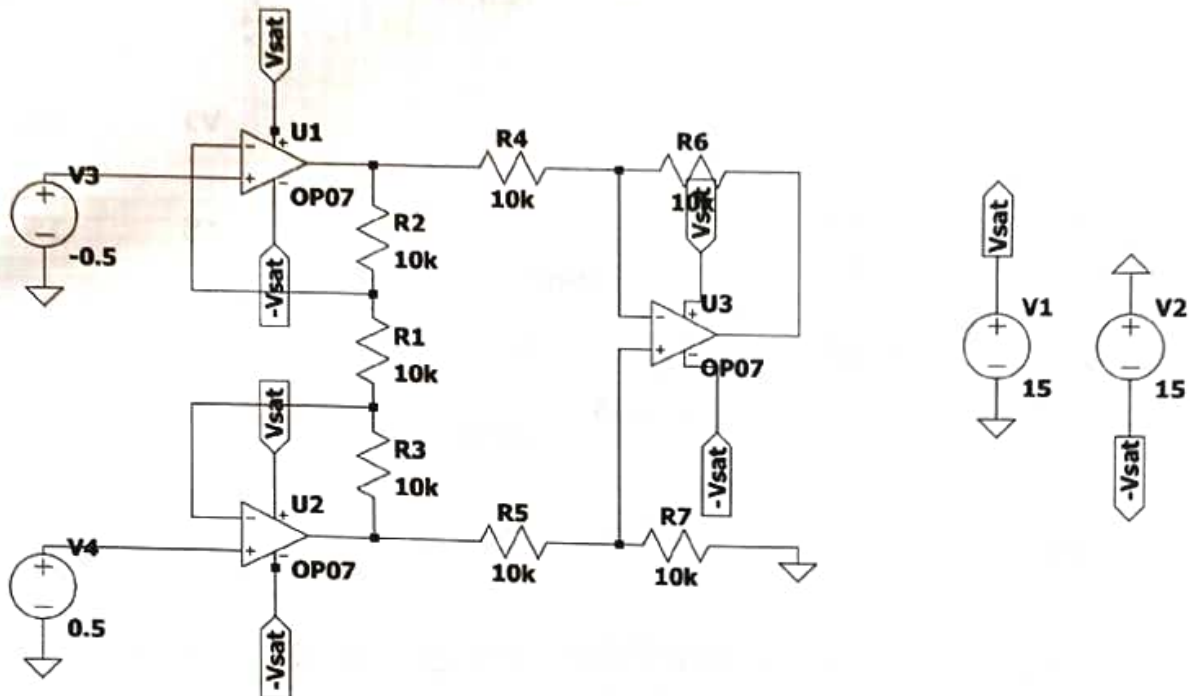 Vsat
U1
V3
OP07
-0.5
-Vsat
R2
10k
R1
10k
R4
10k
R6
10k
Vsat
U3
OP07
-Vsat
Vsat
V1
15
V2
15
-Vsat
Vsat
R3
10k
U2
V4
OP07
0.5
-Vsat
R5
10k
R7
10k